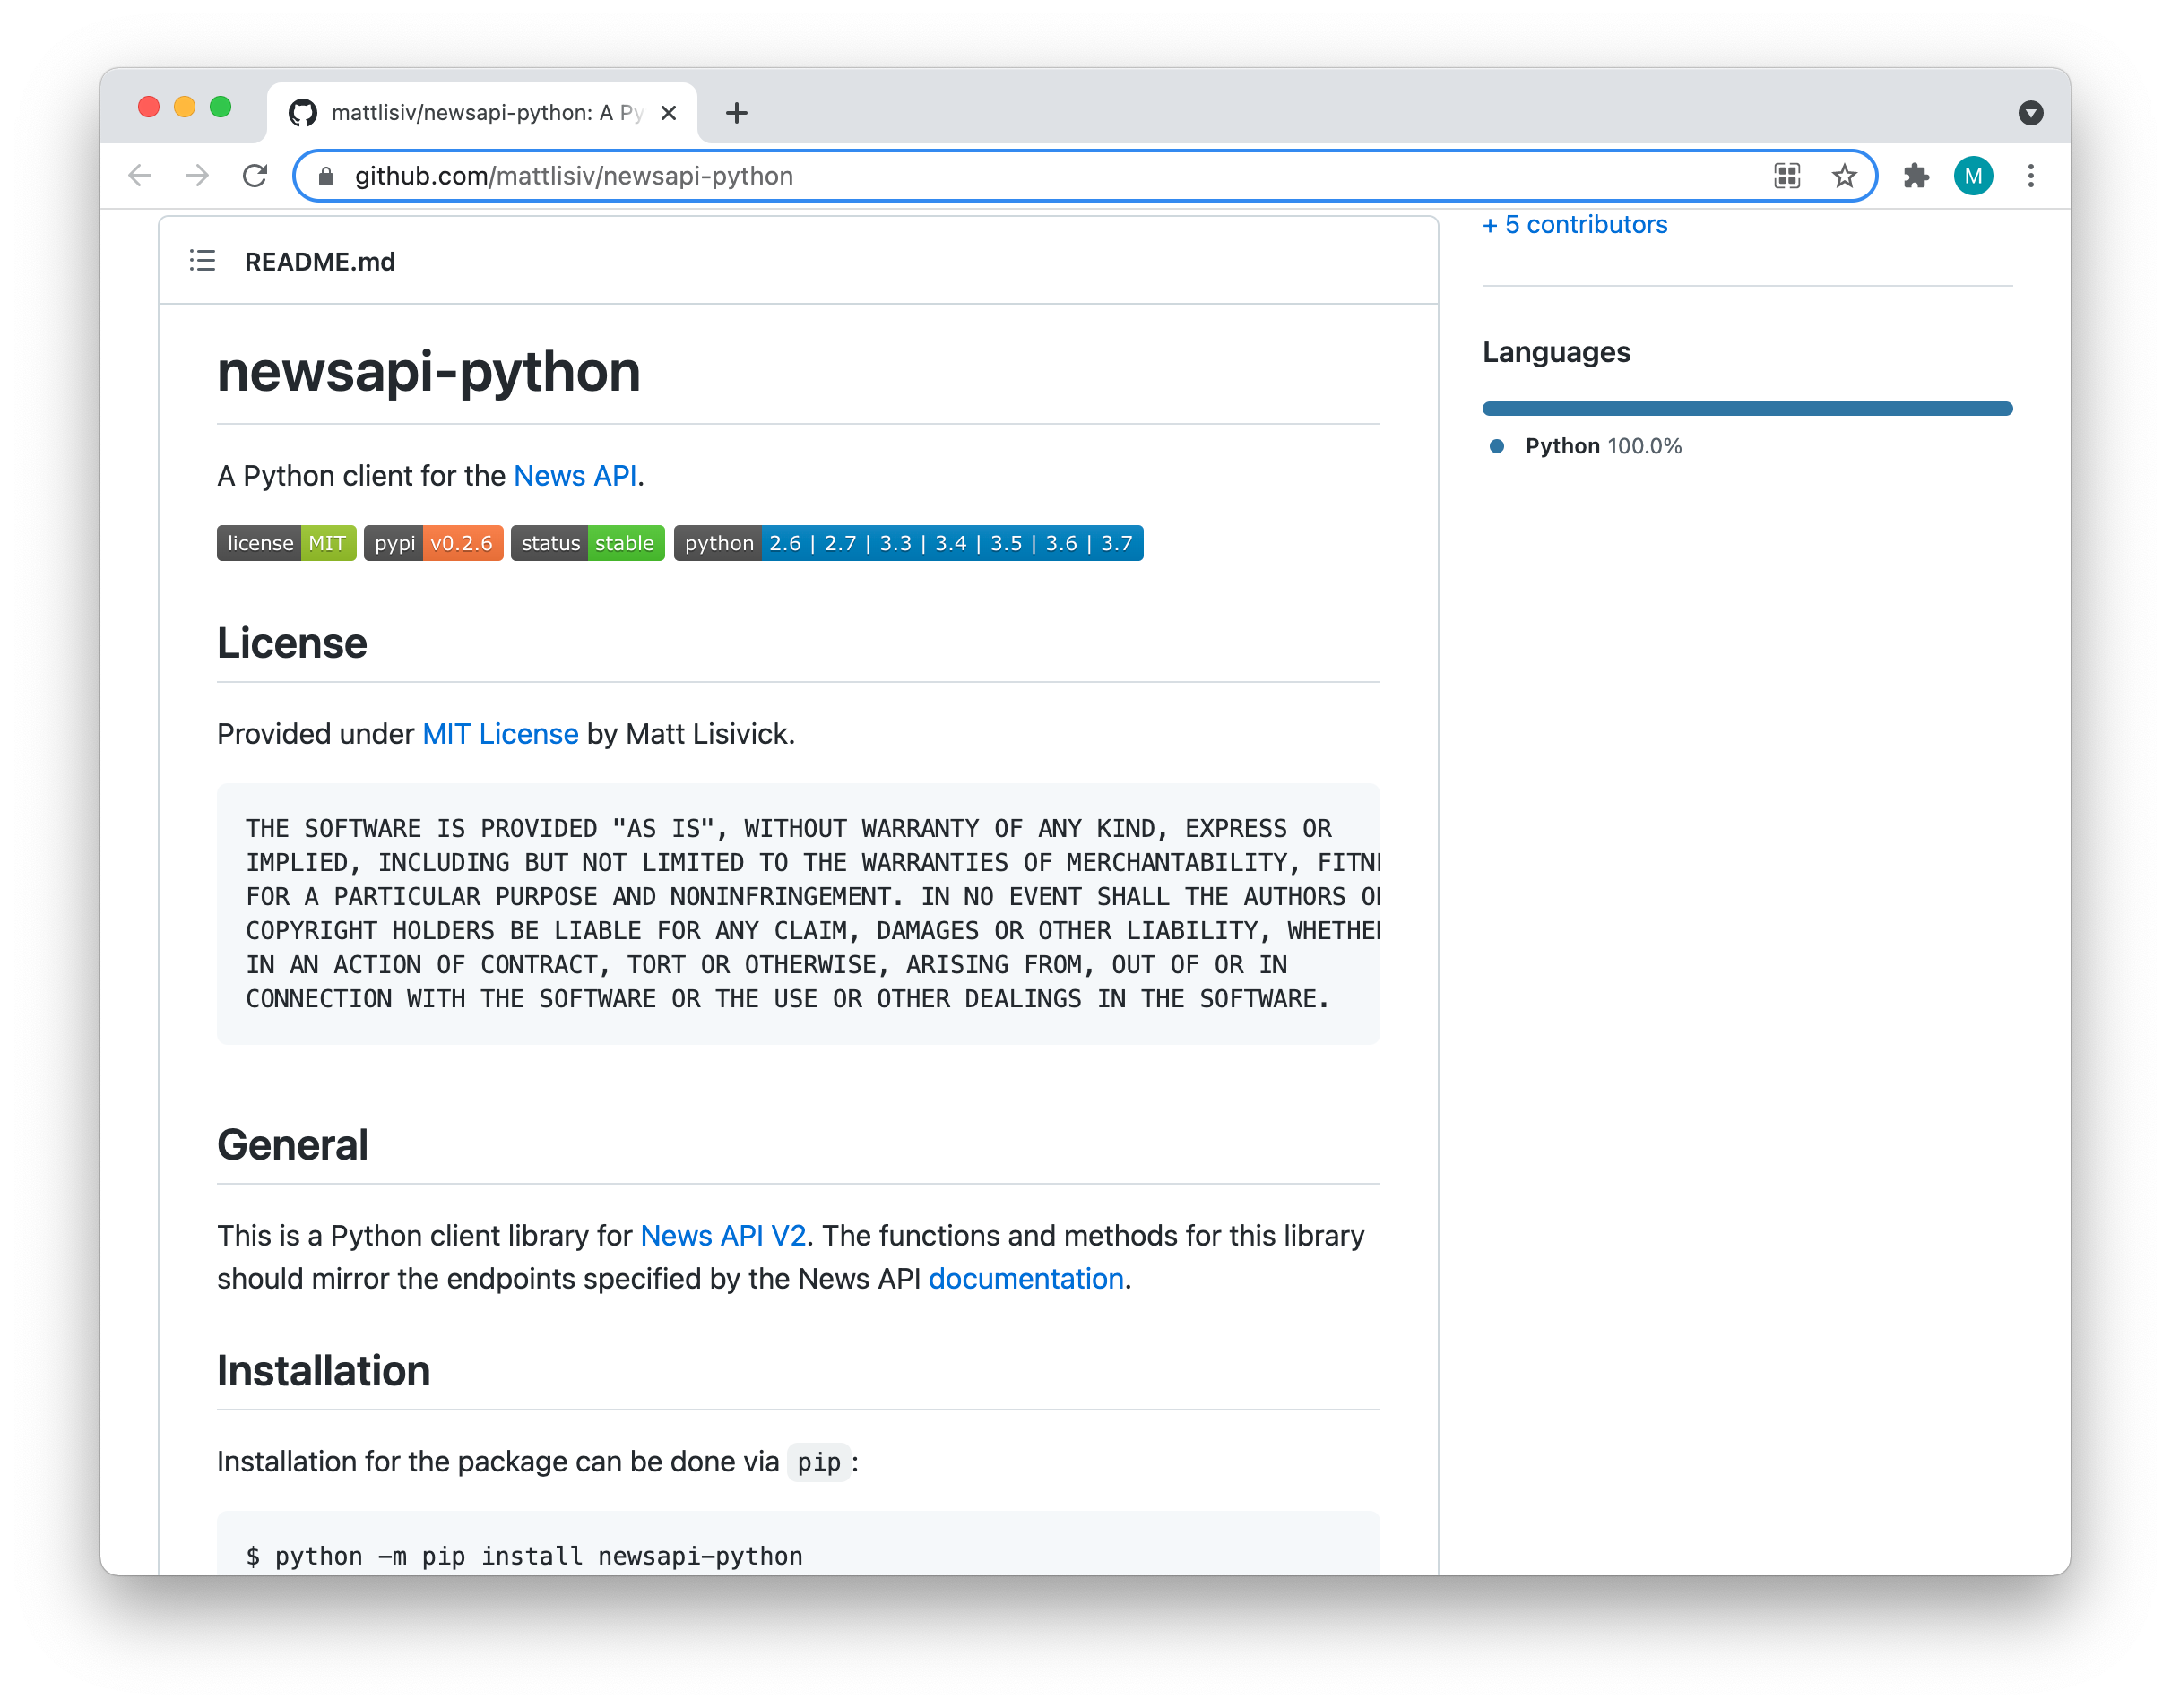 mattlisiv/newsapi-python: A Py
github.com/mattlisiv/newsapi-python
M
+ 5 contributors
README.md
newsapi-python
A Python client for the News API.
license MIT pypi v0.2.6 status stable python 2.6 | 2.7 | 3.3 | 3.4 | 3.5 | 3.6 | 3.7
License
Provided under MIT License by Matt Lisivick.
THE SOFTWARE IS PROVIDED "AS IS", WITHOUT WARRANTY OF ANY KIND, EXPRESS OR
IMPLIED, INCLUDING BUT NOT LIMITED TO THE WARRANTIES OF MERCHANTABILITY, FITN
FOR A PARTICULAR PURPOSE AND NONINFRINGEMENT. IN NO EVENT SHALL THE AUTHORS OR
COPYRIGHT HOLDERS BE LIABLE FOR ANY CLAIM, DAMAGES OR OTHER LIABILITY, WHETHER
IN AN ACTION OF CONTRACT, TORT OR OTHERWISE, ARISING FROM, OUT OF OR IN
CONNECTION WITH THE SOFTWARE OR THE USE OR OTHER DEALINGS IN THE SOFTWARE.
General
This is a Python client library for News API V2. The functions and methods for this library
should mirror the endpoints specified by the News API documentation.
Installation
Installation for the package can be done via pip:
$ python -m pip install newsapi-python
Languages
Python 100.0%